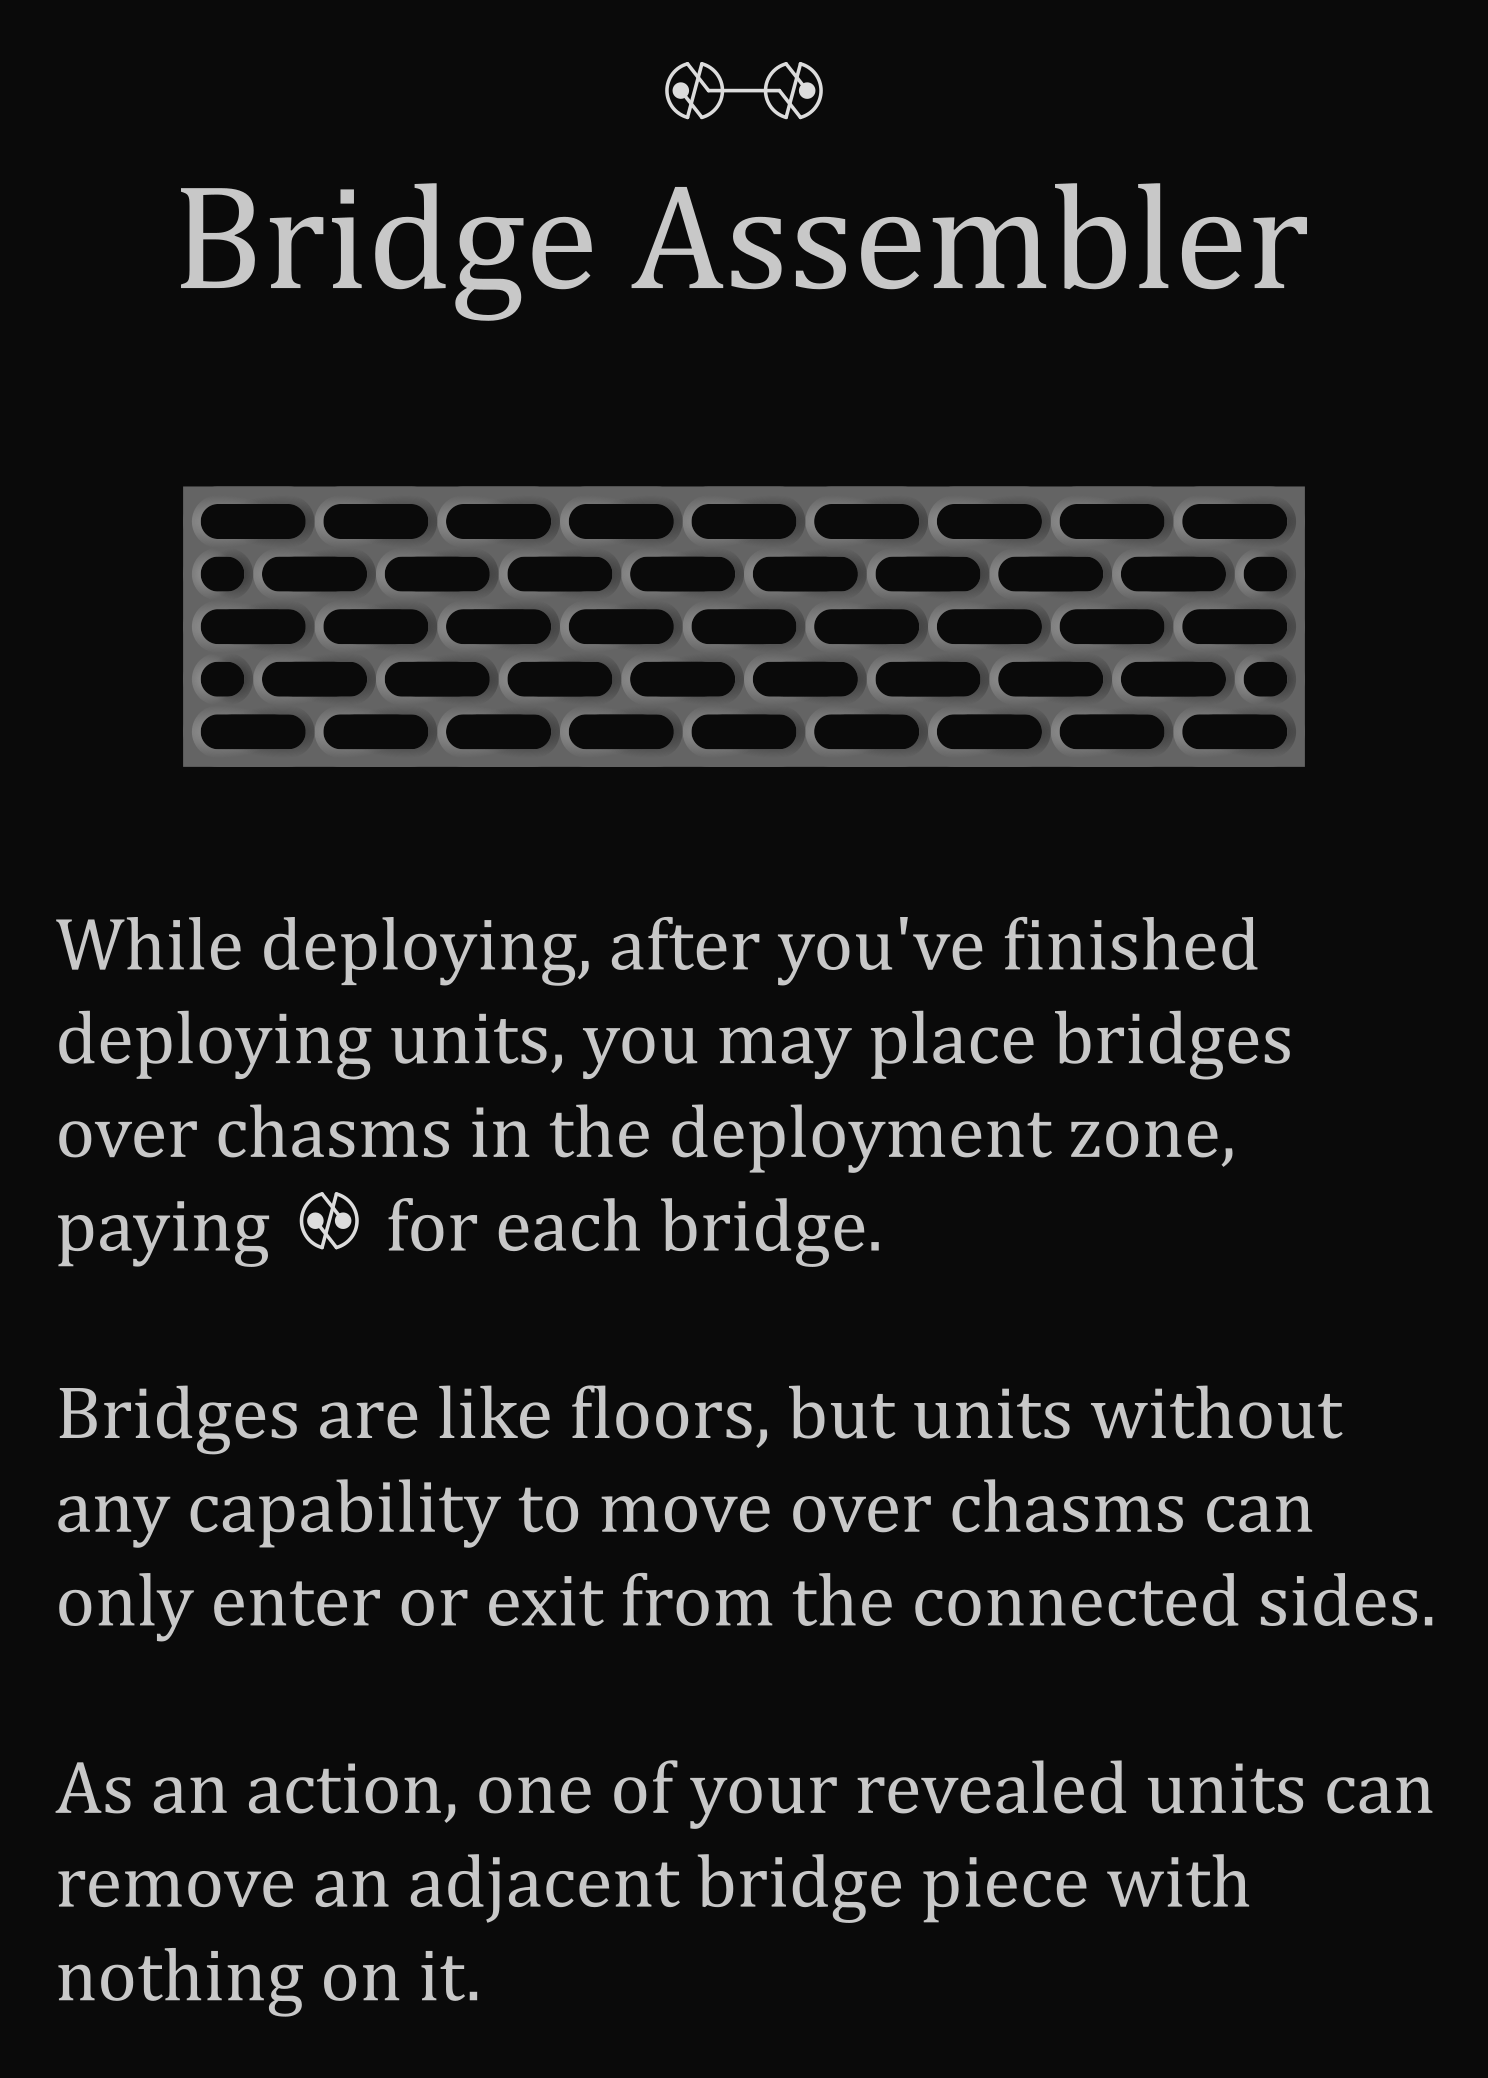 Bridge Assembler
While deploying, after you've finished
deploying units, you may place bridges
over chasms in the deployment zone,
paying for each bridge.
Bridges are like floors, but units without
any capability to move over chasms can
only enter or exit from the connected sides.
As an action, one of your revealed units can
remove an adjacent bridge piece with
nothing on it.